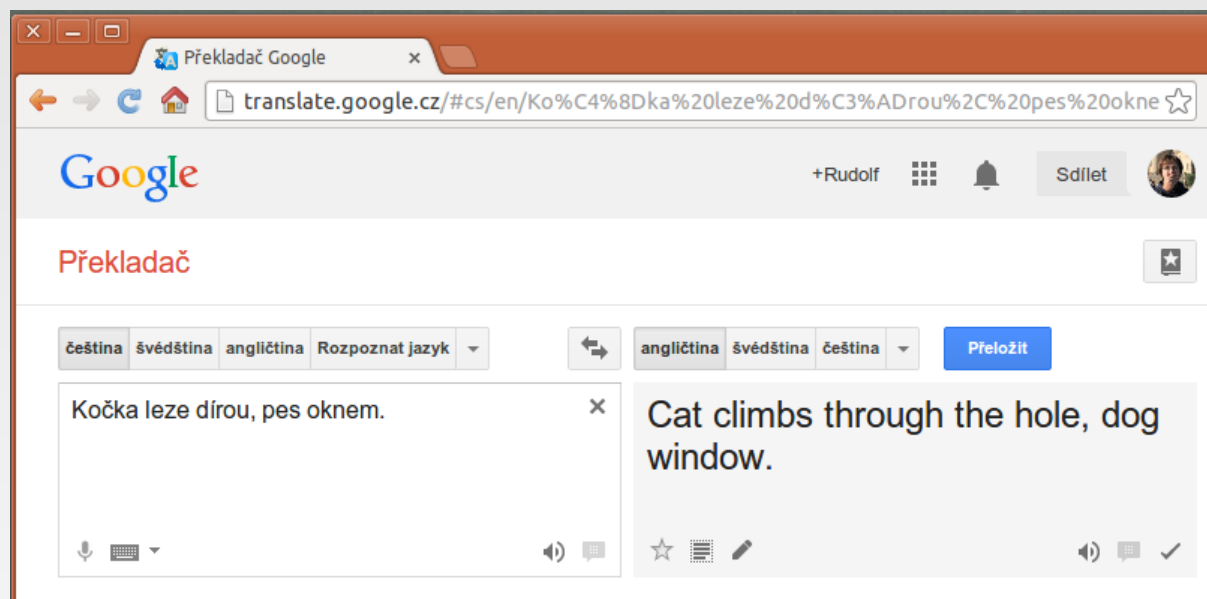 Překladač Google
translate.google.cz/#cs/en/Ko%C4%8Dka%20leze%20d%C3%ADrou%2C%20pes%20okne
Google
+Rudolf
Sdílet
Překladač
čeština švédština angličtina Rozpoznat jazyk
angličtina švédština čeština
Přeložit
Kočka leze dírou, pes oknem.
Cat climbs through the hole, dog
window.